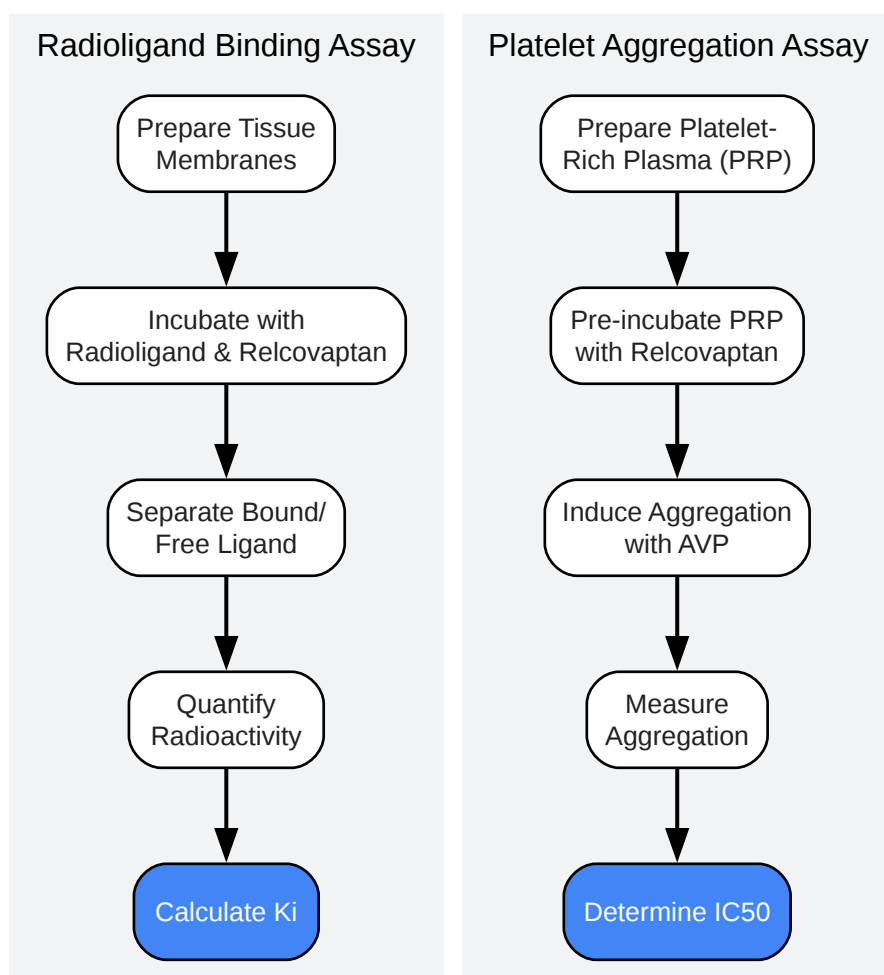 Radioligand Binding Assay
Prepare Tissue
Membranes
Incubate with
Radioligand & Relcovaptan
Separate Bound/
Free Ligand
Quantify
Radioactivity
Calculate Ki
Platelet Aggregation Assay
Prepare Platelet-
Rich Plasma (PRP)
Pre-incubate PRP
with Relcovaptan
Induce Aggregation
with AVP
Measure
Aggregation
Determine IC50